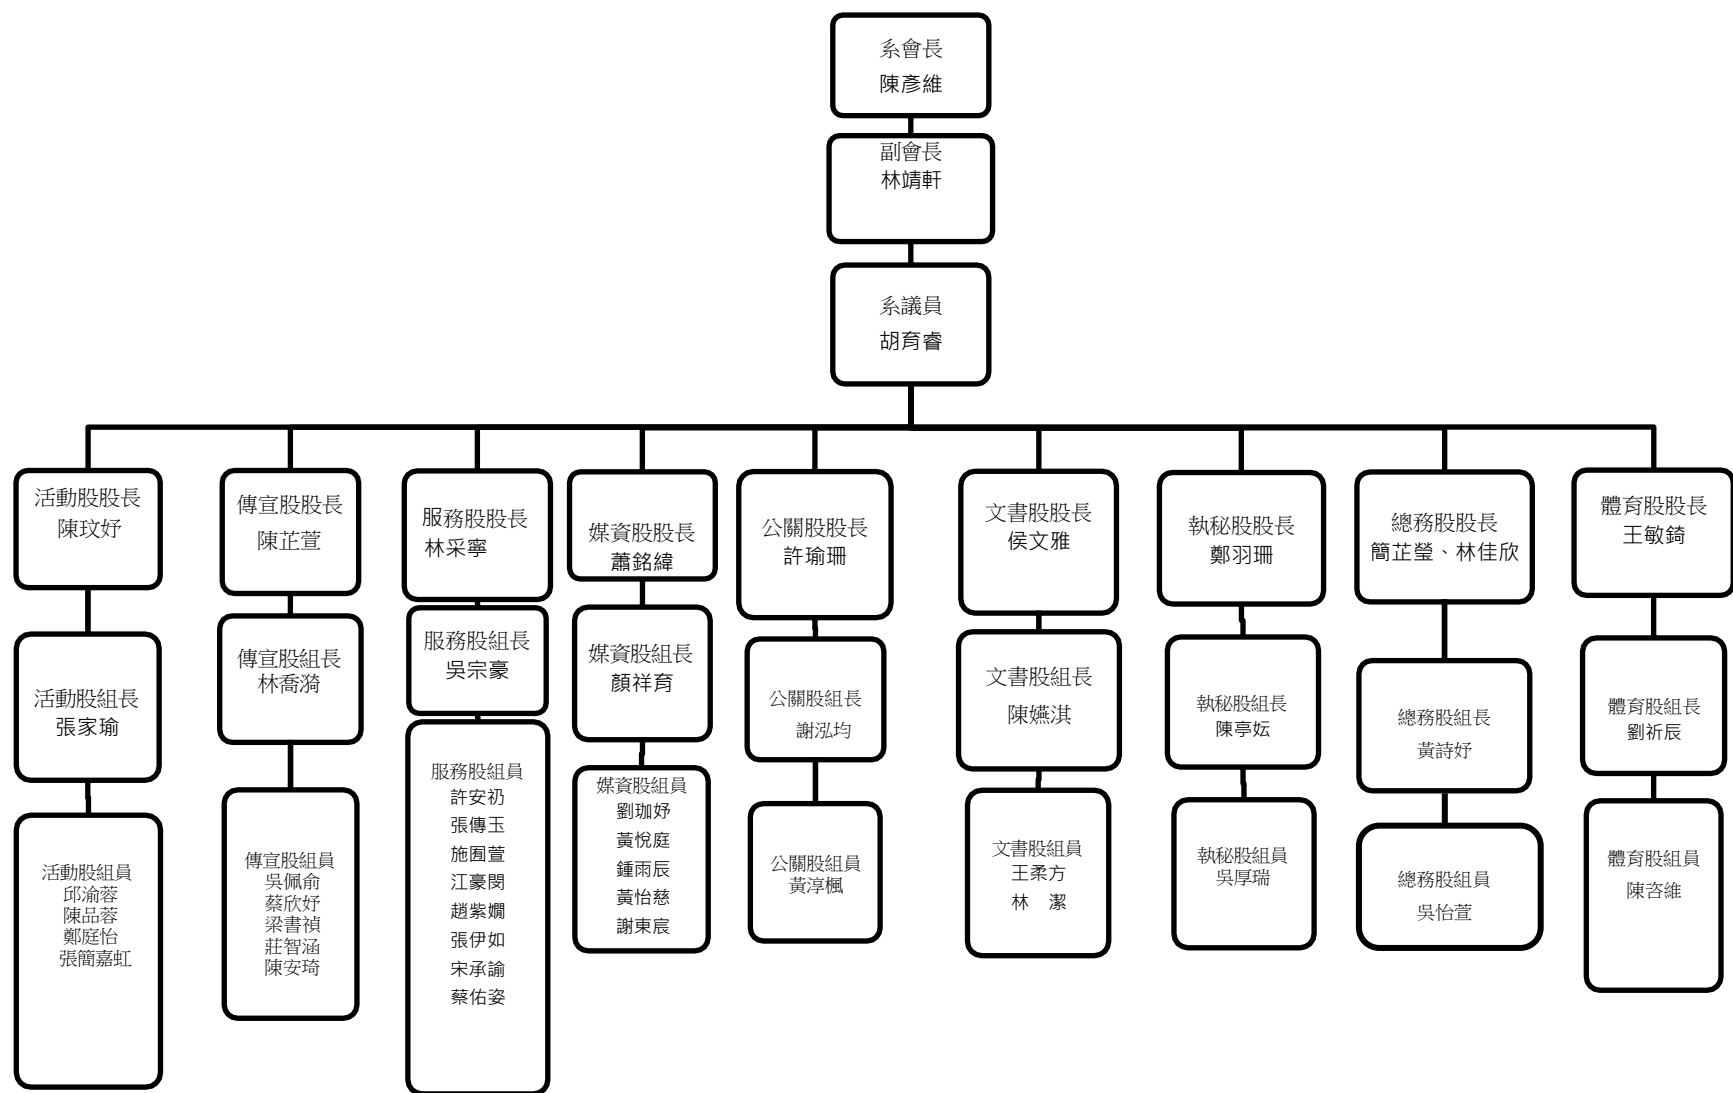 系會長
陳彥維
副會長
林靖軒
系議員
胡育睿
活動股股長
陳玟妤
傳宣股股長
陳芷萱
服務股股長
林采寧
媒資股股長
蕭銘緯
公關股股長
許瑜珊
文書股股長
侯文雅
執秘股股長
鄭羽珊
總務股股長
簡芷瑩、林佳欣
體育股股長
王敏錡
活動股組長
張家瑜
傳宣股組長
林喬漪
服務股組長
吳宗豪
媒資股組長
顏祥育
公關股組長
謝泓均
文書股組長
陳嬿淇
執秘股組長
陳亭妘
總務股組長
黃詩妤
體育股組長
劉祈辰
活動股組員
邱渝蓉
陳品蓉
鄭庭怡
張簡嘉虹
傳宣股組員
吳佩俞
蔡欣妤
梁書禎
莊智涵
陳安琦
服務股組員
許安礽
張傳玉
施囿萱
江豪閔
趙紫嫺
張伊如
宋承諭
蔡佑姿
媒資股組員
劉珈妤
黃悅庭
鍾雨辰
黃怡慈
謝東宸
公關股組員
黃淳楓
文書股組員
王柔方
林　潔
執秘股組員
吳厚瑞
總務股組員
吳怡萱
體育股組員
陳咨維